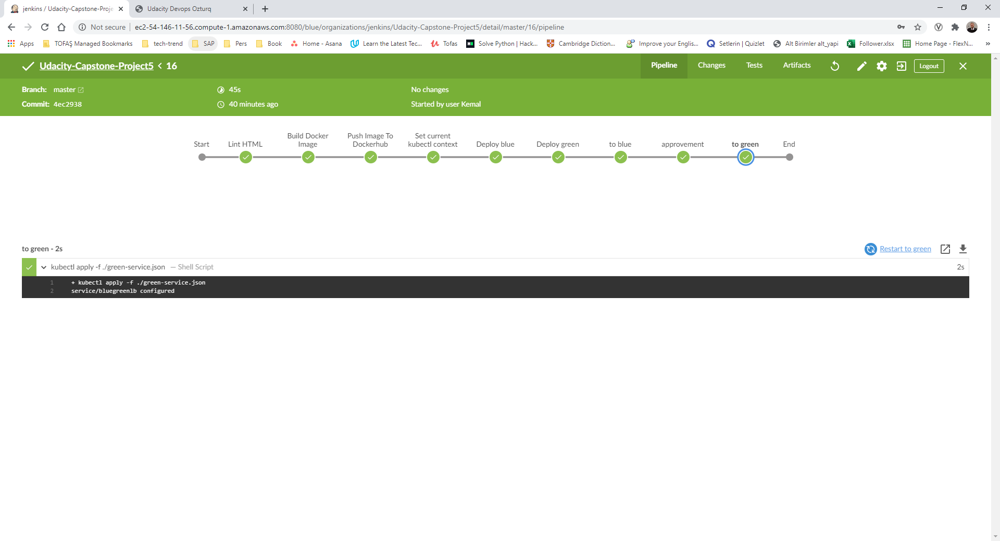 jenkins / Udacity-Capstone-Proje
Udacity Devops Ozturq
Not secure
ec2-54-146-11-56.compute-1.amazonaws.com:8080/blue/organizations/jenkins/Udacity-Capstone-Project5/detail/master/16/pipeline
Apps
TOFAŞ Managed Bookmarks
tech-trend
SAP
Pers
Book
Home - Asana
Learn the Latest Tec...
Tofas
Solve Python | Hack...
Cambridge Diction...
Improve your Englis...
Setlerin | Quizlet
Alt Birimler alt_yapi
Follower.xlsx
Home Page - FlexN...
»
Udacity-Capstone-Project5 < 16
Pipeline
Changes
Tests
Artifacts
Logout
Branch: master
45s
No changes
Commit: 4ec2938
40 minutes ago
Started by user Kemal
Start
Lint HTML
Build Docker
Image
Push Image To
Dockerhub
Set current
kubectl context
Deploy blue
Deploy green
to blue
approvement
to green
End
to green - 2s
Restart to green
kubectl apply -f ./green-service.json — Shell Script
2s
1 + kubectl apply -f ./green-service.json
2 service/bluegreenlb configured